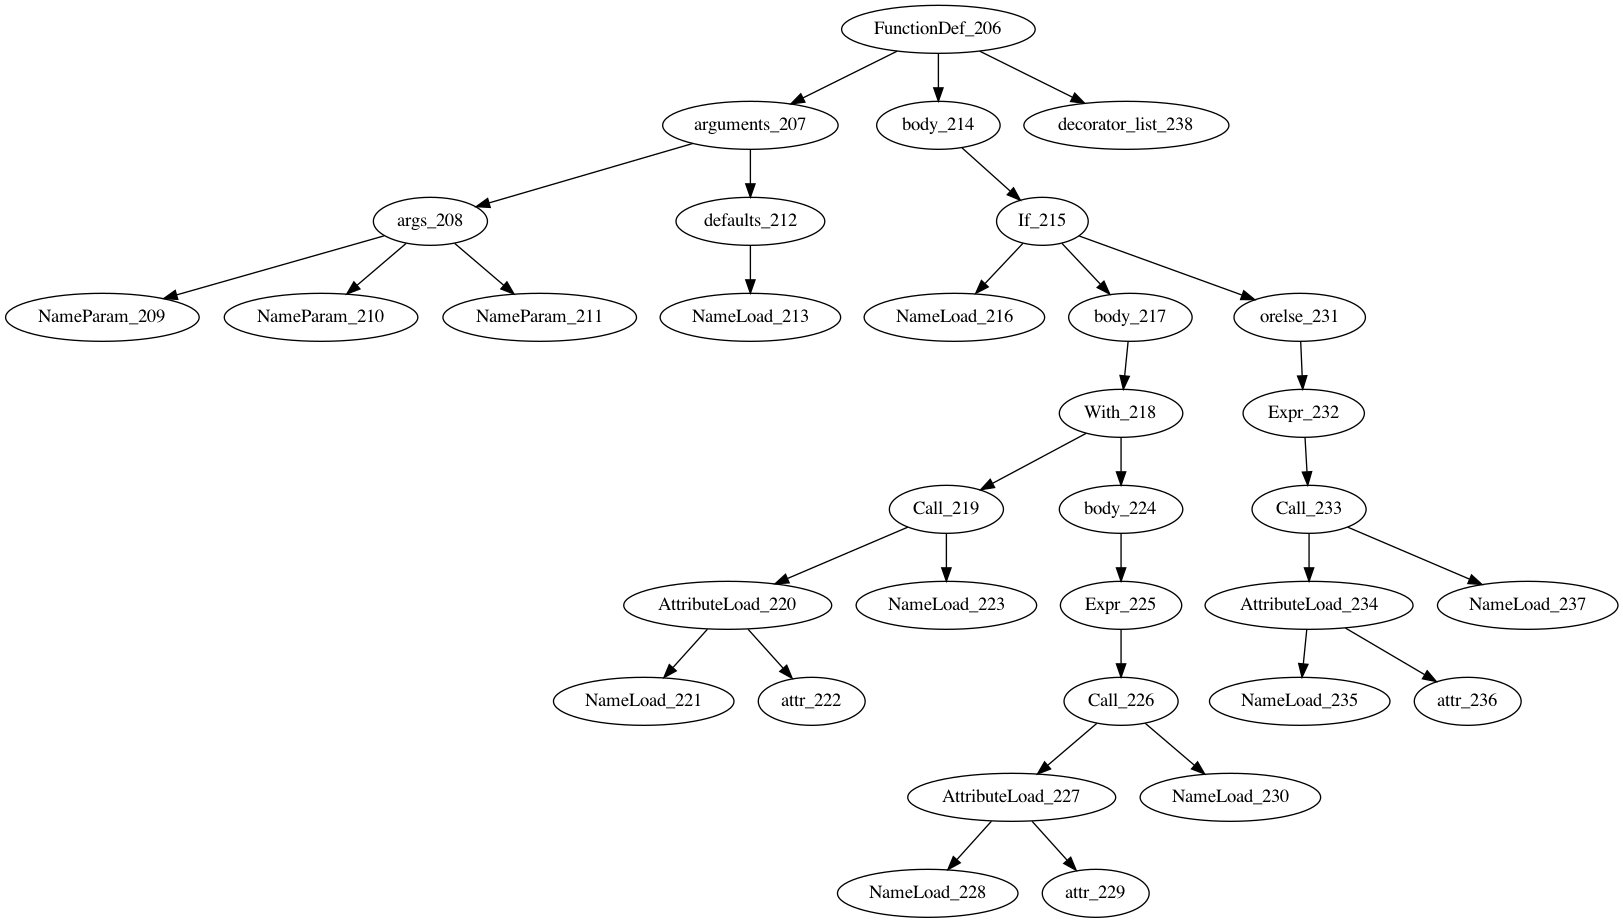 FunctionDef_206
arguments_207
body_214
decorator_list_238
args_208
defaults_212
If_215
NameParam_209
NameParam_210
NameParam_211
NameLoad_213
NameLoad_216
body_217
orelse_231
With_218
Expr_232
Call_219
body_224
Call_233
AttributeLoad_220
NameLoad_223
Expr_225
AttributeLoad_234
NameLoad_237
NameLoad_221
attr_222
Call_226
NameLoad_235
attr_236
AttributeLoad_227
NameLoad_230
NameLoad_228
attr_229